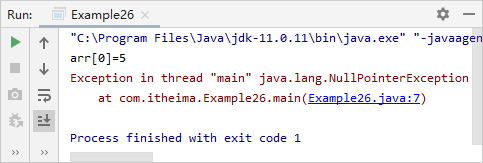 Run: Example26
"C:\Program Files\Java\jdk-11.0.11\bin\java.exe" "-javaagen
arr[0]=5
Exception in thread "main" java.lang.NullPointerException
at com.itheima.Example26.main(Example26.java:7)
Process finished with exit code 1